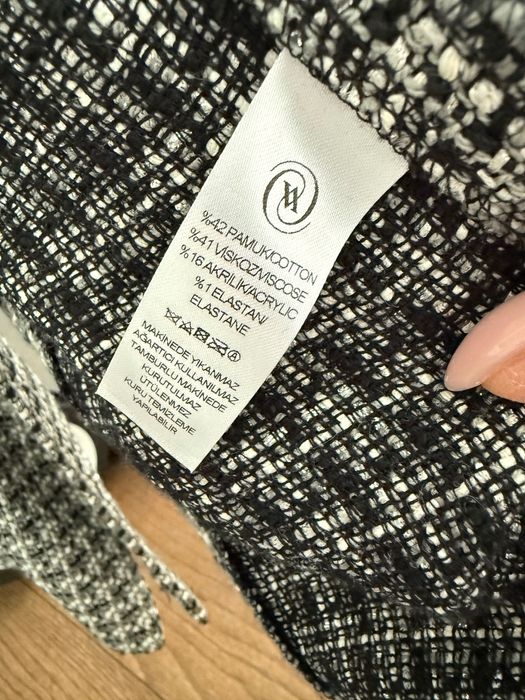 %42 PAMUK/COTTON
%41 VİSKOZ/VISCOSE
%16 AKRİLİK/ACRYLIC
%1 ELASTAN/
ELASTANE
MAKİNEDE YIKANMAZ
AĞARTICI KULLANILMAZ
TAMBURLU MAKİNEDE
KURUTULMAZ
ÜTÜLENMEZ
KURU TEMİZLEME
YAPILABİLİR